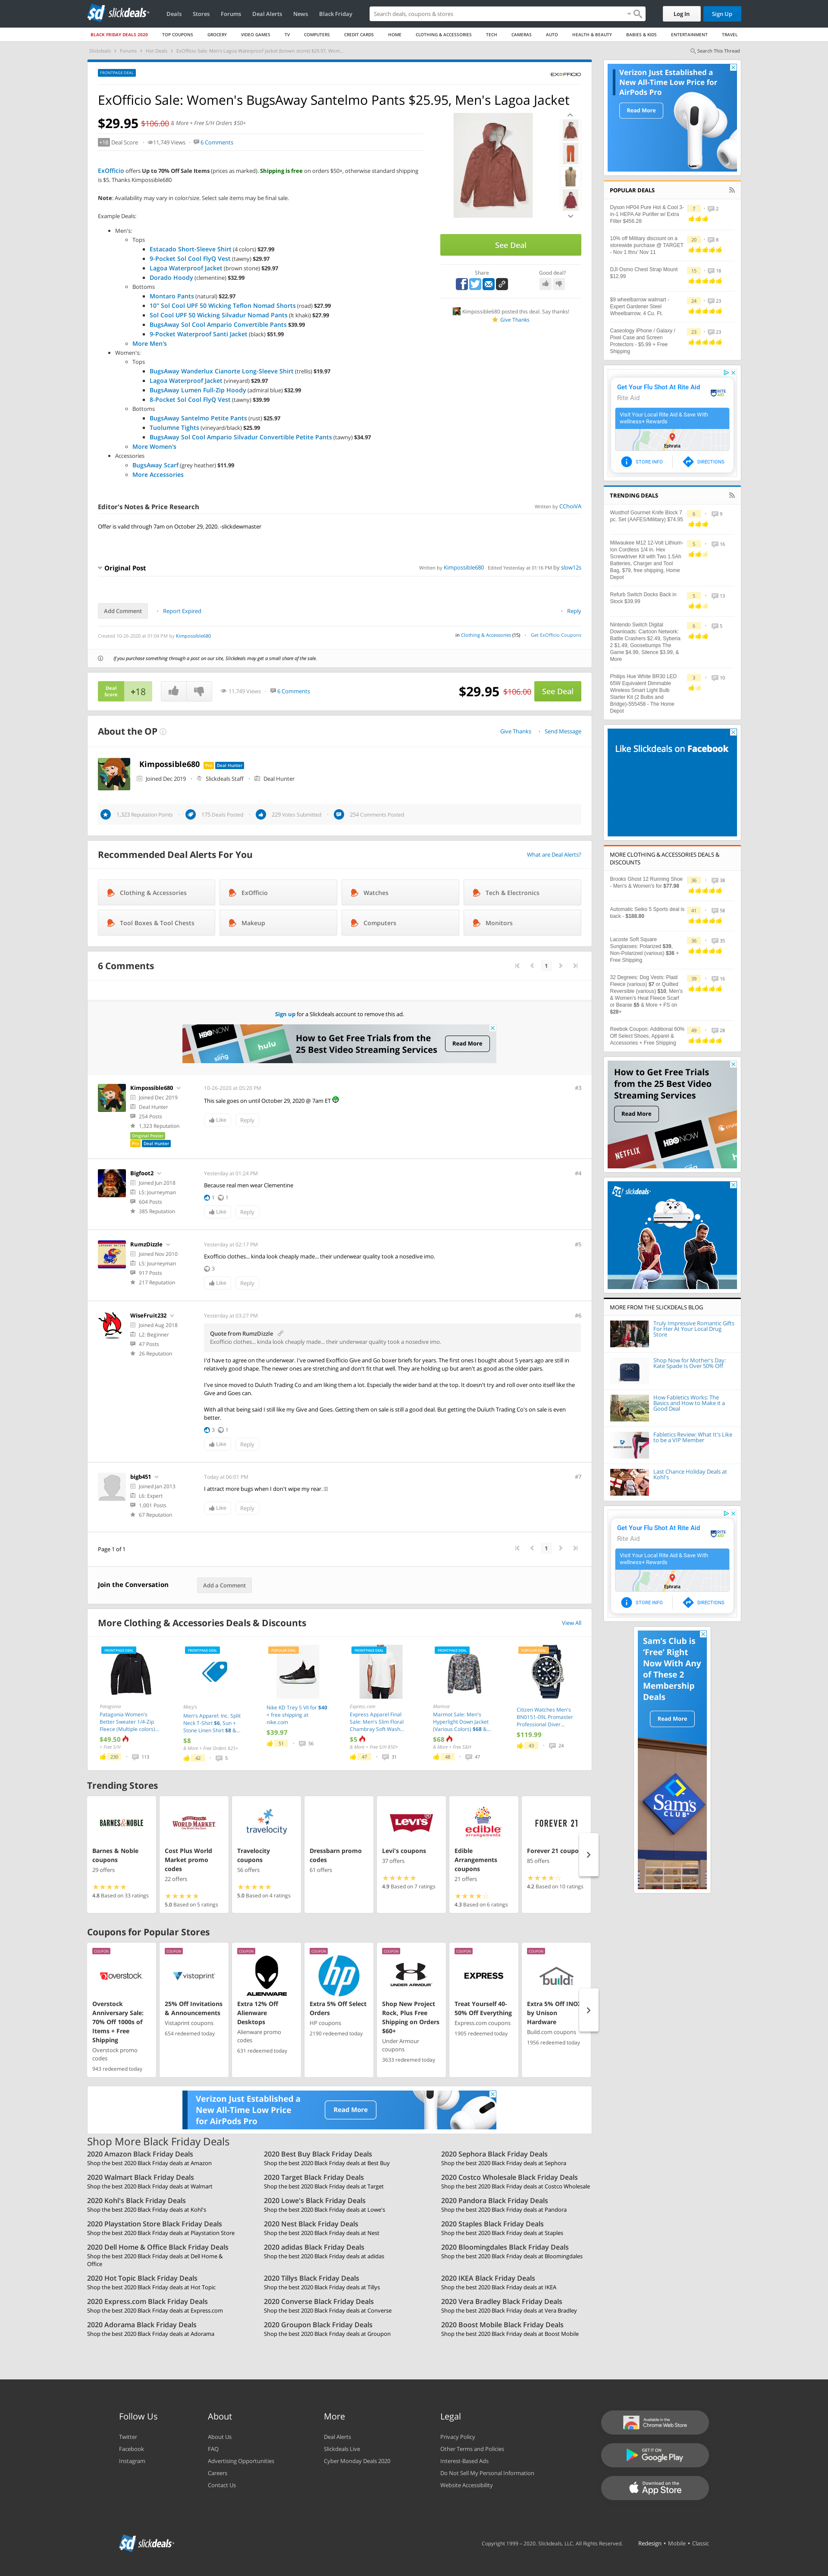 slickdeals
Deals Stores Forums Deal Alerts News Black Friday
Search deals, coupons & stores
Log In Sign Up
BLACK FRIDAY DEALS 2020 TOP COUPONS GROCERY VIDEO GAMES TV COMPUTERS CREDIT CARDS HOME CLOTHING & ACCESSORIES TECH CAMERAS AUTO HEALTH & BEAUTY BABIES & KIDS ENTERTAINMENT TRAVEL
Slickdeals Forums Hot Deals ExOfficio Sale: Men's Lagoa Waterproof Jacket (brown stone) $29.97, Wom...
Search This Thread
FRONTPAGE DEAL
EXOFFICIO
ExOfficio Sale: Women's BugsAway Santelmo Pants $25.95, Men's Lagoa Jacket
$29.95 $106.00 & More + Free S/H Orders $50+
+18 Deal Score 11,749 Views 6 Comments
ExOfficio offers Up to 70% Off Sale Items (prices as marked). Shipping is free on orders $50+, otherwise standard shipping
is $5. Thanks Kimpossible680
Note: Availability may vary in color/size. Select sale items may be final sale.
Example Deals:
Men's:
Tops
Estacado Short-Sleeve Shirt (4 colors) $27.99
9-Pocket Sol Cool FlyQ Vest (tawny) $29.97
Lagoa Waterproof Jacket (brown stone) $29.97
Dorado Hoody (clementine) $32.99
Bottoms
Montaro Pants (natural) $22.97
10" Sol Cool UPF 50 Wicking Teflon Nomad Shorts (road) $27.99
Sol Cool UPF 50 Wicking Silvadur Nomad Pants (lt khaki) $27.99
BugsAway Sol Cool Ampario Convertible Pants $39.99
9-Pocket Waterproof Santi Jacket (black) $51.99
More Men's
Women's:
Tops
BugsAway Wanderlux Cianorte Long-Sleeve Shirt (trellis) $19.97
Lagoa Waterproof Jacket (vineyard) $29.97
BugsAway Lumen Full-Zip Hoody (admiral blue) $32.99
8-Pocket Sol Cool FlyQ Vest (tawny) $39.99
Bottoms
BugsAway Santelmo Petite Pants (rust) $25.97
Tuolumne Tights (vineyard/black) $25.99
BugsAway Sol Cool Ampario Silvadur Convertible Petite Pants (tawny) $34.97
More Women's
Accessories
BugsAway Scarf (grey heather) $11.99
More Accessories
See Deal
Share Good deal?
Kimpossible680 posted this deal. Say thanks!
Give Thanks
Editor's Notes & Price Research Written by CChoiVA
Offer is valid through 7am on October 29, 2020. -slickdewmaster
Original Post Written by Kimpossible680 Edited Yesterday at 01:16 PM by slow12s
Add Comment Report Expired Reply
Created 10-26-2020 at 01:04 PM by Kimpossible680 in Clothing & Accessories (15) Get ExOfficio Coupons
If you purchase something through a post on our site, Slickdeals may get a small share of the sale.
Deal Score +18 11,749 Views 6 Comments $29.95 $106.00 See Deal
About the OP Give Thanks Send Message
Kimpossible680 Pro Deal Hunter
Joined Dec 2019 Slickdeals Staff Deal Hunter
1,323 Reputation Points 175 Deals Posted 229 Votes Submitted 254 Comments Posted
Recommended Deal Alerts For You What are Deal Alerts?
Clothing & Accessories ExOfficio Watches Tech & Electronics
Tool Boxes & Tool Chests Makeup Computers Monitors
6 Comments 1
Sign up for a Slickdeals account to remove this ad.
HBO NOW sling hulu
How to Get Free Trials from the
25 Best Video Streaming Services
Read More
Kimpossible680 10-26-2020 at 05:20 PM #3
Joined Dec 2019
Deal Hunter
254 Posts
1,323 Reputation
Original Poster
Pro Deal Hunter
This sale goes on until October 29, 2020 @ 7am ET
Like Reply
Bigfoot2 Yesterday at 01:24 PM #4
Joined Jun 2018
L5: Journeyman
604 Posts
385 Reputation
Because real men wear Clementine
1 1
Like Reply
RumzDizzle Yesterday at 02:17 PM #5
Joined Nov 2010
L5: Journeyman
917 Posts
217 Reputation
Exofficio clothes... kinda look cheaply made... their underwear quality took a nosedive imo.
3
Like Reply
WiseFruit232 Yesterday at 03:27 PM #6
Joined Aug 2018
L2: Beginner
47 Posts
26 Reputation
Quote from RumzDizzle
Exofficio clothes... kinda look cheaply made... their underwear quality took a nosedive imo.
I'd have to agree on the underwear. I've owned Exofficio Give and Go boxer briefs for years. The first ones I bought about 5 years ago are still in
relatively good shape. The newer ones are stretching and don't fit that well. They are holding up but aren't as good as the older pairs.
I've since moved to Duluth Trading Co and am liking them a lot. Especially the wider band at the top. It doesn't try and roll over itself like the
Give and Goes can.
With all that being said I still like my Give and Goes. Getting them on sale is still a good deal. But getting the Duluth Trading Co's on sale is even
better.
3 1
Like Reply
bigb451 Today at 06:01 PM #7
Joined Jan 2013
L6: Expert
1,001 Posts
67 Reputation
I attract more bugs when I don't wipe my rear.
Like Reply
Page 1 of 1 1
Join the Conversation Add a Comment
More Clothing & Accessories Deals & Discounts View All
FRONTPAGE DEAL FRONTPAGE DEAL POPULAR DEAL FRONTPAGE DEAL FRONTPAGE DEAL POPULAR DEAL
Patagonia
Patagonia Women's
Better Sweater 1/4-Zip
Fleece (Multiple colors)...
$49.50
+ Free S/H
230 113
Macy's
Men's Apparel: Inc. Split
Neck T-Shirt $6, Sun +
Stone Linen Shirt $8 &...
$8
& More + Free Orders $25+
42 5
Nike KD Trey 5 VII for $40
+ free shipping at
nike.com
$39.97
51 56
Express.com
Express Apparel Final
Sale: Men's Slim Floral
Chambray Soft Wash...
$5
& More + Free S/H $50+
47 31
Marmot
Marmot Sale: Men's
Hyperlight Down Jacket
(Various Colors) $68 &...
$68
& More + Free S&H
48 47
Citizen Watches Men's
BN0151-09L Promaster
Professional Diver...
$119.99
43 24
Trending Stores
BARNES&NOBLE
Barnes & Noble
coupons
29 offers
4.8 Based on 33 ratings
WORLD MARKET
Cost Plus World
Market promo
codes
22 offers
5.0 Based on 5 ratings
travelocity
Travelocity
coupons
56 offers
5.0 Based on 4 ratings
Dressbarn promo
codes
61 offers
LEVI'S
Levi's coupons
37 offers
4.9 Based on 7 ratings
edible arrangements
Edible
Arrangements
coupons
21 offers
4.3 Based on 6 ratings
FOREVER 21
Forever 21 coupo
85 offers
4.2 Based on 10 ratings
Coupons for Popular Stores
COUPON COUPON COUPON COUPON COUPON COUPON COUPON
overstock.
Overstock
Anniversary Sale:
70% Off 1000s of
Items + Free
Shipping
Overstock promo
codes
943 redeemed today
vistaprint
25% Off Invitations
& Announcements
Vistaprint coupons
654 redeemed today
ALIENWARE
Extra 12% Off
Alienware
Desktops
Alienware promo
codes
631 redeemed today
hp
Extra 5% Off Select
Orders
HP coupons
2190 redeemed today
UNDER ARMOUR
Shop New Project
Rock, Plus Free
Shipping on Orders
$60+
Under Armour
coupons
3633 redeemed today
EXPRESS
Treat Yourself 40-
50% Off Everything
Express.com coupons
1905 redeemed today
build
Extra 5% Off INOX
by Unison
Hardware
Build.com coupons
1956 redeemed today
Verizon Just Established a
New All-Time Low Price
for AirPods Pro
Read More
Shop More Black Friday Deals
2020 Amazon Black Friday Deals
Shop the best 2020 Black Friday deals at Amazon
2020 Best Buy Black Friday Deals
Shop the best 2020 Black Friday deals at Best Buy
2020 Sephora Black Friday Deals
Shop the best 2020 Black Friday deals at Sephora
2020 Walmart Black Friday Deals
Shop the best 2020 Black Friday deals at Walmart
2020 Target Black Friday Deals
Shop the best 2020 Black Friday deals at Target
2020 Costco Wholesale Black Friday Deals
Shop the best 2020 Black Friday deals at Costco Wholesale
2020 Kohl's Black Friday Deals
Shop the best 2020 Black Friday deals at Kohl's
2020 Lowe's Black Friday Deals
Shop the best 2020 Black Friday deals at Lowe's
2020 Pandora Black Friday Deals
Shop the best 2020 Black Friday deals at Pandora
2020 Playstation Store Black Friday Deals
Shop the best 2020 Black Friday deals at Playstation Store
2020 Nest Black Friday Deals
Shop the best 2020 Black Friday deals at Nest
2020 Staples Black Friday Deals
Shop the best 2020 Black Friday deals at Staples
2020 Dell Home & Office Black Friday Deals
Shop the best 2020 Black Friday deals at Dell Home &
Office
2020 adidas Black Friday Deals
Shop the best 2020 Black Friday deals at adidas
2020 Bloomingdales Black Friday Deals
Shop the best 2020 Black Friday deals at Bloomingdales
2020 Hot Topic Black Friday Deals
Shop the best 2020 Black Friday deals at Hot Topic
2020 Tillys Black Friday Deals
Shop the best 2020 Black Friday deals at Tillys
2020 IKEA Black Friday Deals
Shop the best 2020 Black Friday deals at IKEA
2020 Express.com Black Friday Deals
Shop the best 2020 Black Friday deals at Express.com
2020 Converse Black Friday Deals
Shop the best 2020 Black Friday deals at Converse
2020 Vera Bradley Black Friday Deals
Shop the best 2020 Black Friday deals at Vera Bradley
2020 Adorama Black Friday Deals
Shop the best 2020 Black Friday deals at Adorama
2020 Groupon Black Friday Deals
Shop the best 2020 Black Friday deals at Groupon
2020 Boost Mobile Black Friday Deals
Shop the best 2020 Black Friday deals at Boost Mobile
Verizon Just Established a
New All-Time Low Price for
AirPods Pro
Read More
POPULAR DEALS
Dyson HP04 Pure Hot & Cool 3-
in-1 HEPA Air Purifier w/ Extra
Filter $456.28
7 2
10% off Military discount on a
storewide purchase @ TARGET
- Nov 1 thru' Nov 11
20 8
DJI Osmo Chest Strap Mount
$12.99
15 18
$9 wheelbarrow walmart -
Expert Gardener Steel
Wheelbarrow, 4 Cu. Ft.
24 23
Caseology iPhone / Galaxy /
Pixel Case and Screen
Protectors - $5.99 + Free
Shipping
23 23
Get Your Flu Shot At Rite Aid
Rite Aid
Visit Your Local Rite Aid & Save With
wellness+ Rewards
Ephrata
STORE INFO DIRECTIONS
TRENDING DEALS
Wusthof Gourmet Knife Block 7
pc. Set (AAFES/Military) $74.95
6 9
Milwaukee M12 12-Volt Lithium-
Ion Cordless 1/4 in. Hex
Screwdriver Kit with Two 1.5Ah
Batteries, Charger and Tool
Bag, $79, free shipping, Home
Depot
5 16
Refurb Switch Docks Back in
Stock $39.99
5 13
Nintendo Switch Digital
Downloads: Cartoon Network:
Battle Crashers $2.49, Syberia
2 $1.49, Goosebumps The
Game $4.99, Silence $3.99, &
More
6 5
Philips Hue White BR30 LED
65W Equivalent Dimmable
Wireless Smart Light Bulb
Starter Kit (2 Bulbs and
Bridge)-555458 - The Home
Depot
3 10
Like Slickdeals on Facebook
MORE CLOTHING & ACCESSORIES DEALS &
DISCOUNTS
Brooks Ghost 12 Running Shoe
- Men's & Women's for $77.98
36 38
Automatic Seiko 5 Sports deal is
back - $188.80
41 58
Lacoste Soft Square
Sunglasses: Polarized $39,
Non-Polarized (various) $36 +
Free Shipping
36 35
32 Degrees: Dog Vests: Plaid
Fleece (various) $7 or Quilted
Reversible (various) $10, Men's
& Women's Heat Fleece Scarf
or Beanie $5 & More + FS on
$28+
39 16
Reebok Coupon: Additional 60%
Off Select Shoes, Apparel &
Accessories + Free Shipping
49 28
How to Get Free Trials
from the 25 Best Video
Streaming Services
Read More
NETFLIX HBO NOW
slickdeals
MORE FROM THE SLICKDEALS BLOG
Truly Impressive Romantic Gifts
For Her At Your Local Drug
Store
Shop Now for Mother's Day:
Kate Spade Is Over 50% Off
How Fabletics Works: The
Basics and How to Make it a
Good Deal
Fabletics Review: What It's Like
to be a VIP Member
Last Chance Holiday Deals at
Kohl's
Get Your Flu Shot At Rite Aid
Rite Aid
Visit Your Local Rite Aid & Save With
wellness+ Rewards
Ephrata
STORE INFO DIRECTIONS
Sam's Club is
'Free' Right
Now With Any
of These 2
Membership
Deals
Read More
Sam's
CLUB
Follow Us
Twitter
Facebook
Instagram
About
About Us
FAQ
Advertising Opportunities
Careers
Contact Us
More
Deal Alerts
Slickdeals Live
Cyber Monday Deals 2020
Legal
Privacy Policy
Other Terms and Policies
Interest-Based Ads
Do Not Sell My Personal Information
Website Accessibility
Available in the
Chrome Web Store
GET IT ON
Google Play
Download on the
App Store
slickdeals
Copyright 1999 – 2020. Slickdeals, LLC. All Rights Reserved. Redesign • Mobile • Classic